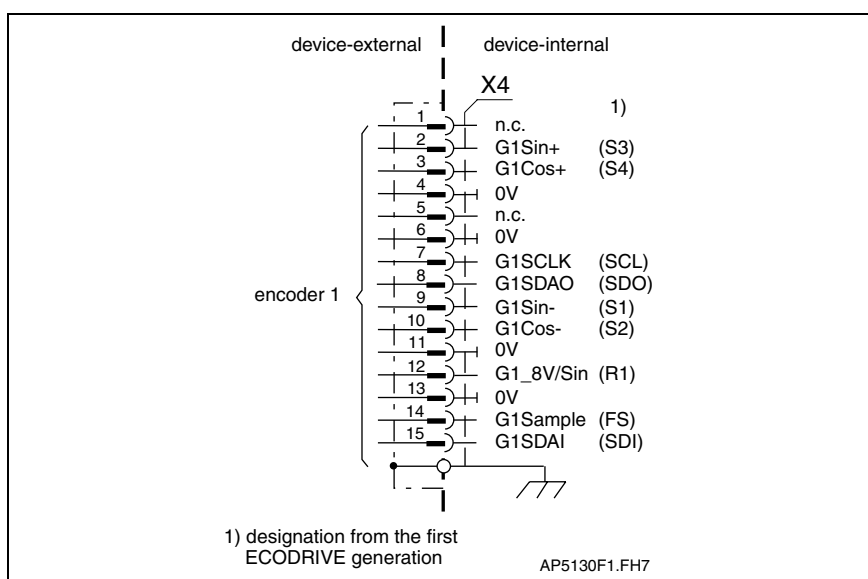 device-external device-internal
X4
1)
1 n.c.
2 G1Sin+ (S3)
3 G1Cos+ (S4)
4 0V
5 n.c.
6 0V
7 G1SCLK (SCL)
8 G1SDAO (SDO)
encoder 1
9 G1Sin- (S1)
10 G1Cos- (S2)
11 0V
12 G1_8V/Sin (R1)
13 0V
14 G1Sample (FS)
15 G1SDAI (SDI)
1) designation from the first
ECODRIVE generation
AP5130F1.FH7